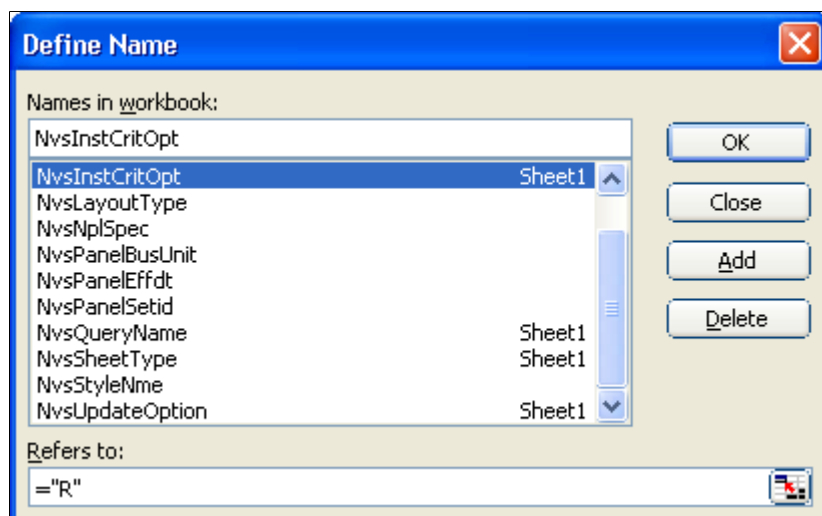 Define Name
Names in workbook:
NvsInstCritOpt
OK
NvsInstCritOpt Sheet1
NvsLayoutType
Close
NvsNplSpec
NvsPanelBusUnit
Add
NvsPanelEffdt
NvsPanelSetid
Delete
NvsQueryName Sheet1
NvsSheetType Sheet1
NvsStyleNme
NvsUpdateOption Sheet1
Refers to:
="R"